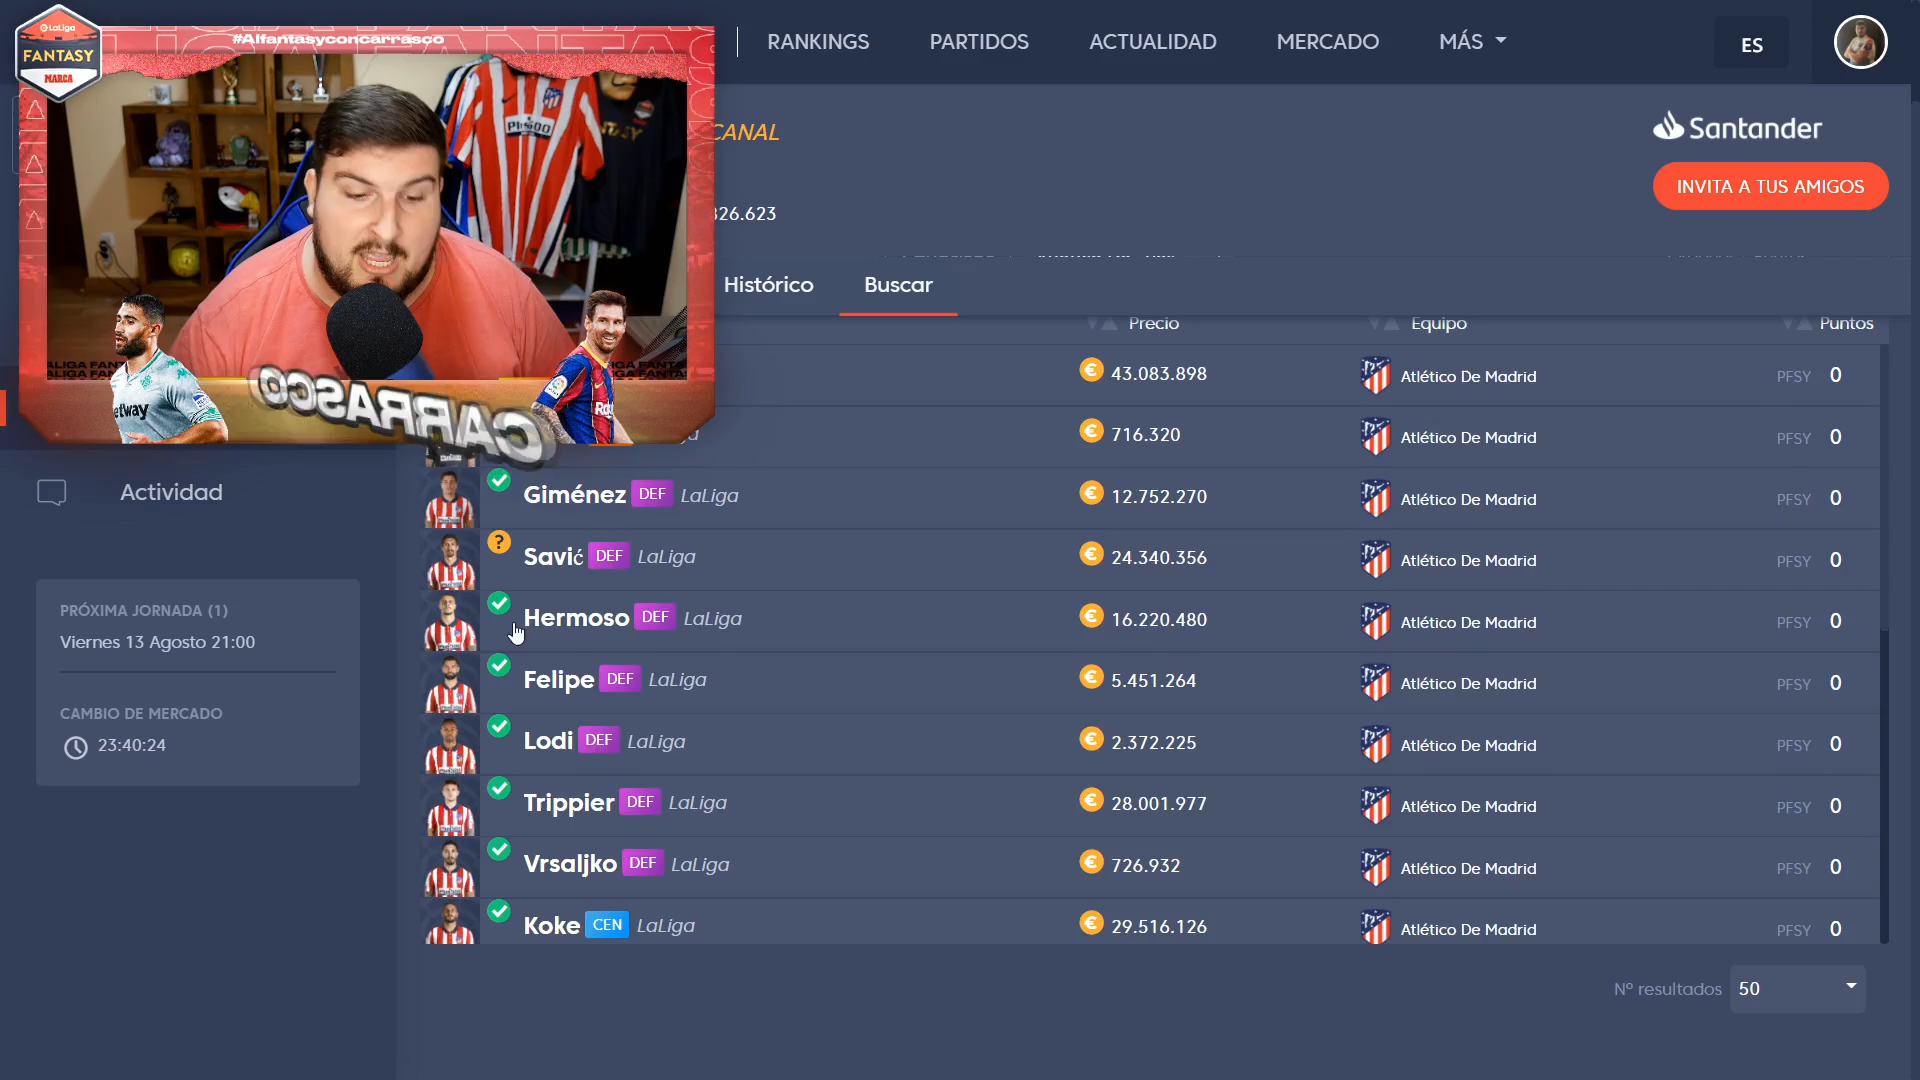 LaLiga
FANTASY
MARCA
#Alfantasyconcarrasco
RANKINGS
PARTIDOS
ACTUALIDAD
MERCADO
MÁS
ES
CANAL
Santander
INVITA A TUS AMIGOS
326.623
Histórico
Buscar
Precio
Equipo
Puntos
43.083.898
Atlético De Madrid
PFSY 0
716.320
Atlético De Madrid
PFSY 0
Giménez DEF LaLiga
12.752.270
Atlético De Madrid
PFSY 0
Savić DEF LaLiga
24.340.356
Atlético De Madrid
PFSY 0
Hermoso DEF LaLiga
16.220.480
Atlético De Madrid
PFSY 0
Felipe DEF LaLiga
5.451.264
Atlético De Madrid
PFSY 0
Lodi DEF LaLiga
2.372.225
Atlético De Madrid
PFSY 0
Trippier DEF LaLiga
28.001.977
Atlético De Madrid
PFSY 0
Vrsaljko DEF LaLiga
726.932
Atlético De Madrid
PFSY 0
Koke CEN LaLiga
29.516.126
Atlético De Madrid
PFSY 0
Nº resultados 50
Actividad
PRÓXIMA JORNADA (1)
Viernes 13 Agosto 21:00
CAMBIO DE MERCADO
23:40:24
Plus500
CARRASCO